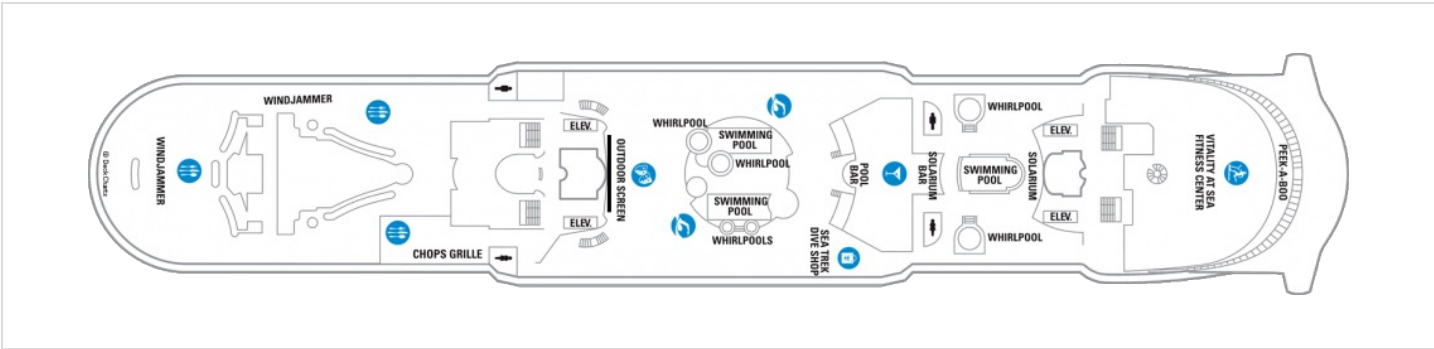 @ DeckChartz
WINDJAMMER
WINDJAMMER
CHOPS GRILLE
ELEV.
ELEV.
OUTDOOR SCREEN
WHIRLPOOL
SWIMMING
POOL
WHIRLPOOL
SWIMMING
POOL
WHIRLPOOLS
SEA TREK
DIVE SHOP
POOL
BAR
SOLARIUM
BAR
WHIRLPOOL
SWIMMING
POOL
WHIRLPOOL
SOLARIUM
ELEV.
ELEV.
VITALITY AT SEA
FITNESS CENTER
PEEK-A-BOO